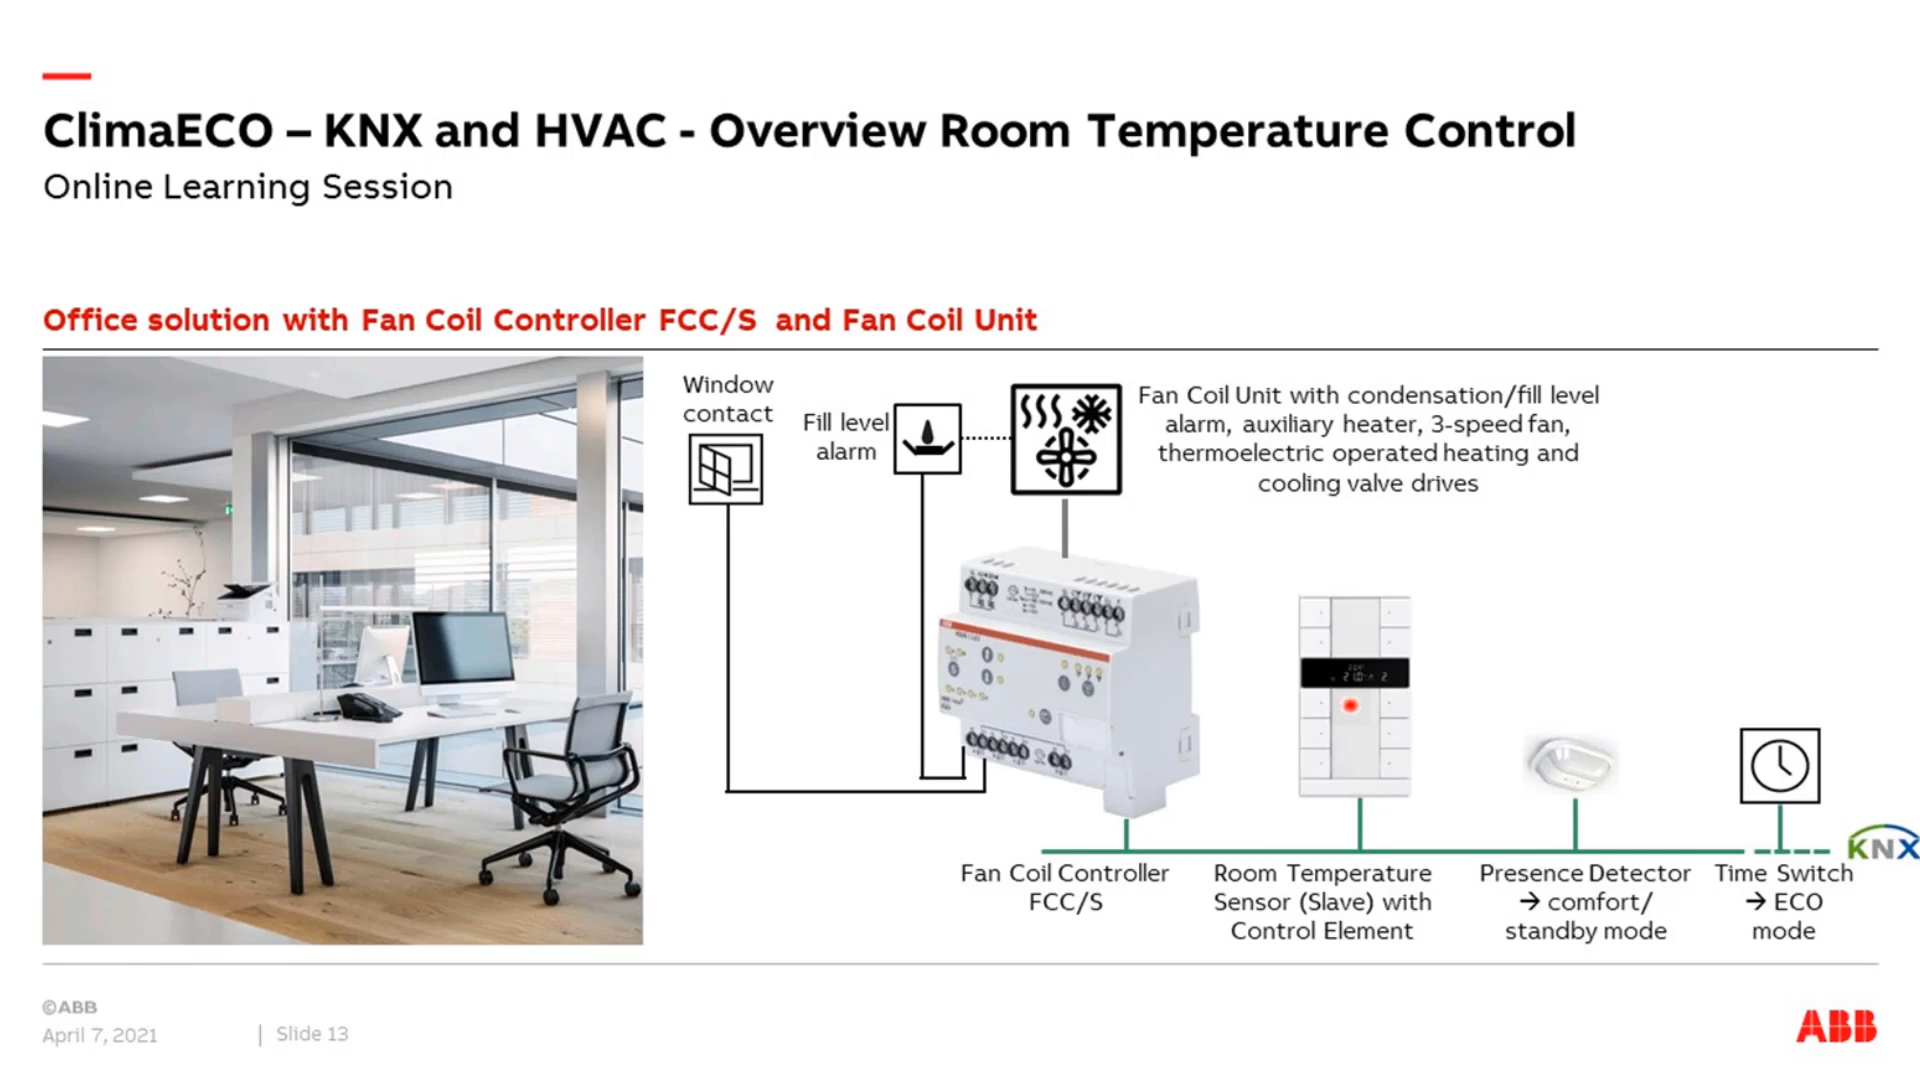 ClimaECO – KNX and HVAC - Overview Room Temperature Control
Online Learning Session
Office solution with Fan Coil Controller FCC/S and Fan Coil Unit
Window
contact
Fill level
alarm
Fan Coil Unit with condensation/fill level
alarm, auxiliary heater, 3-speed fan,
thermoelectric operated heating and
cooling valve drives
Fan Coil Controller
FCC/S
Room Temperature
Sensor (Slave) with
Control Element
Presence Detector
→ comfort/
standby mode
Time Switch
→ ECO
mode
KNX
©ABB
April 7, 2021 | Slide 13
ABB